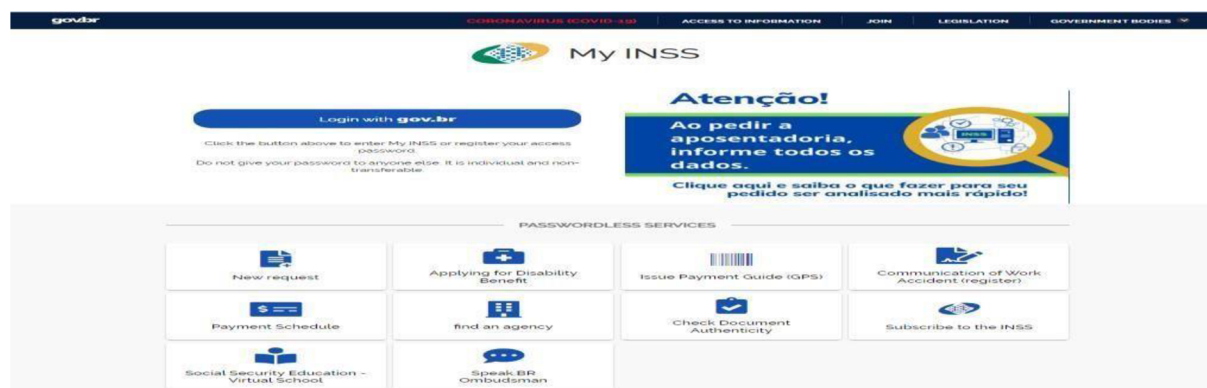 gov.br
CORONAVIRUS (COVID-19)
ACCESS TO INFORMATION
JOIN
LEGISLATION
GOVERNMENT BODIES
My INSS
Login with gov.br
Click the button above to enter My INSS or register your access
password.
Do not give your password to anyone else. It is individual and non-
transferable.
Atenção!
Ao pedir a
aposentadoria,
informe todos os
dados.
INSS
Clique aqui e saiba o que fazer para seu
pedido ser analisado mais rápido!
PASSWORDLESS SERVICES
New request
Applying for Disability
Benefit
Issue Payment Guide (GPS)
Communication of Work
Accident (register)
Payment Schedule
find an agency
Check Document
Authenticity
Subscribe to the INSS
Social Security Education -
Virtual School
Speak.BR
Ombudsman